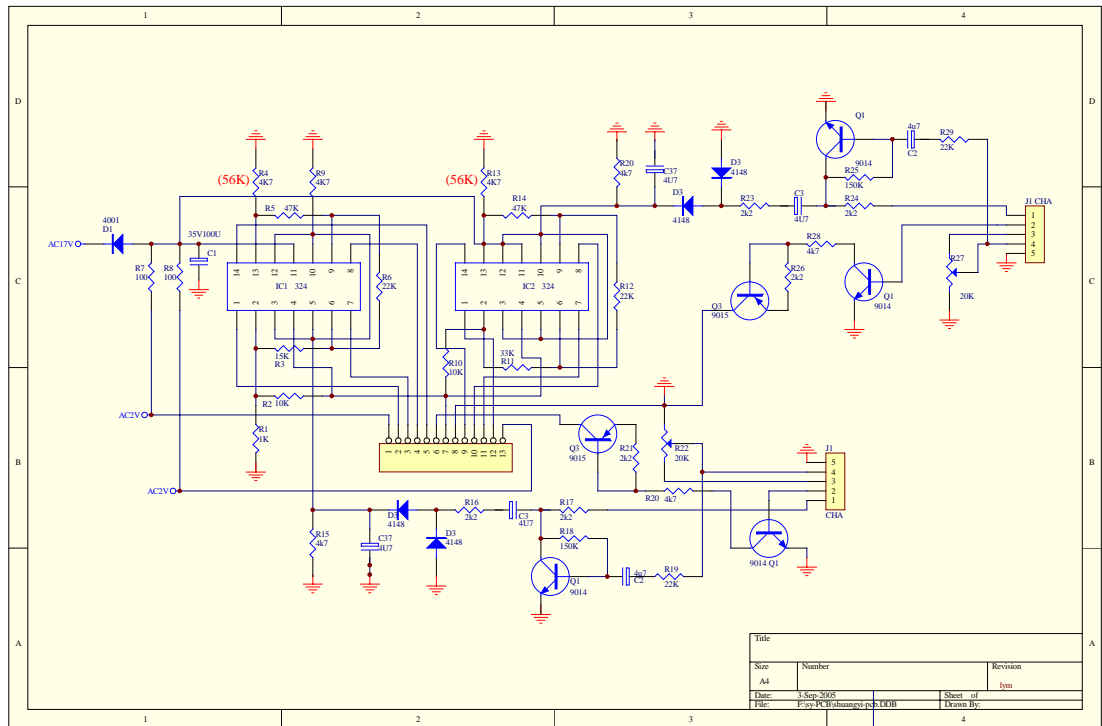 1 2 3 4
D D
Q1
4u7 R29
9014 C2 22K
R25
150K
R20 4k7
C37 4U7
D3 4148
(56K) R4 4K7
R9 4K7
(56K) R13 4K7
R14 47K
R5 47K
D3 4148
R23 2k2
C3 4U7
R24 2k2
J1 CHA
1
2
3
4
5
4001
D1
AC17V
35V100U
C1
R7 100
R8 100
14 13 12 11 10 9 8
IC1 324
1 2 3 4 5 6 7
R6 22K
14 13 12 11 10 9 8
IC2 324
1 2 3 4 5 6 7
R12 22K
R28 4k7
R26 2k2
Q3 9015
Q1 9014
R27
20K
C C
15K
R3
R10 10K
33K
R11
R2 10K
AC2V
R1 1K
1 2 3 4 5 6 7 8 9 10 11 12 13
Q3 9015
R21 2k2
R22 20K
R20 4k7
J1
5
4
3
2
1
CHA
B B
AC2V
D3 4148
R16 2k2
C3 4U7
R17 2k2
R15 4k7
C37 4U7
D3 4148
R18 150K
Q1 9014
4u7
C2
R19 22K
9014 Q1
A A
Title
Size Number Revision
A4 lym
Date: 3-Sep-2005 Sheet of
File: F:\sy-PCB\shuangyi-pcb.DDB Drawn By:
1 2 3 4